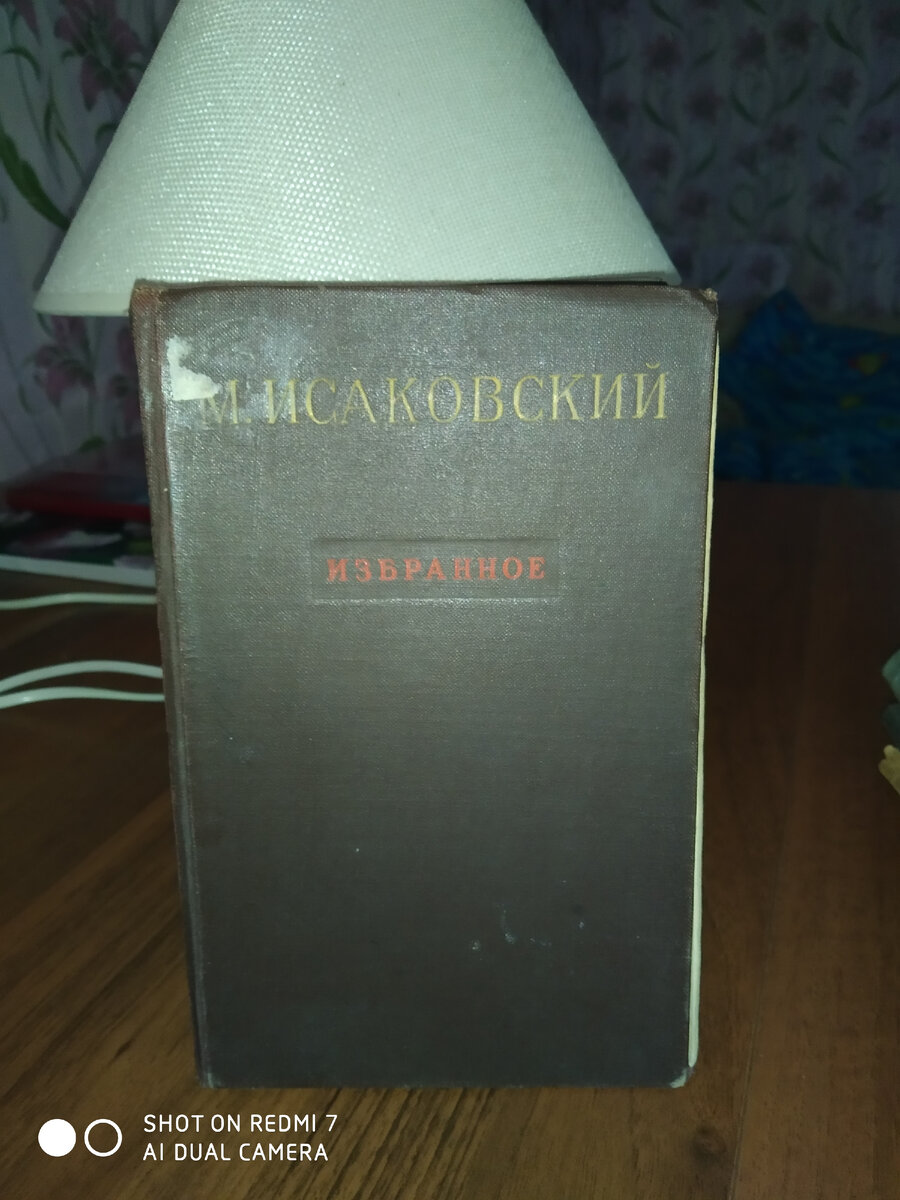 М. ИСАКОВСКИЙ
ИЗБРАННОЕ
SHOT ON REDMI 7
AI DUAL CAMERA